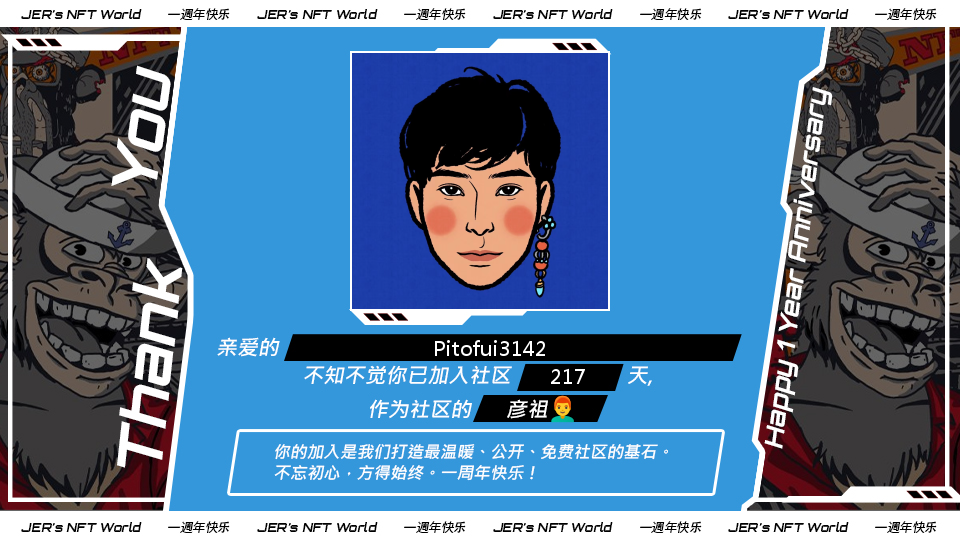 JER's NFT World 一週年快乐 JER's NFT World 一週年快乐 JER's NFT World 一週年快乐 JER's NFT World 一週年快乐
Thank You
亲爱的 Pitofui3142
不知不觉你已加入社区 217 天,
作为社区的 彦祖👨‍🦰
你的加入是我们打造最温暖、公开、免费社区的基石。
不忘初心，方得始终。一周年快乐！
Happy 1 Year Anniversary
JER's NFT World 一週年快乐 JER's NFT World 一週年快乐 JER's NFT World 一週年快乐 JER's NFT World 一週年快乐